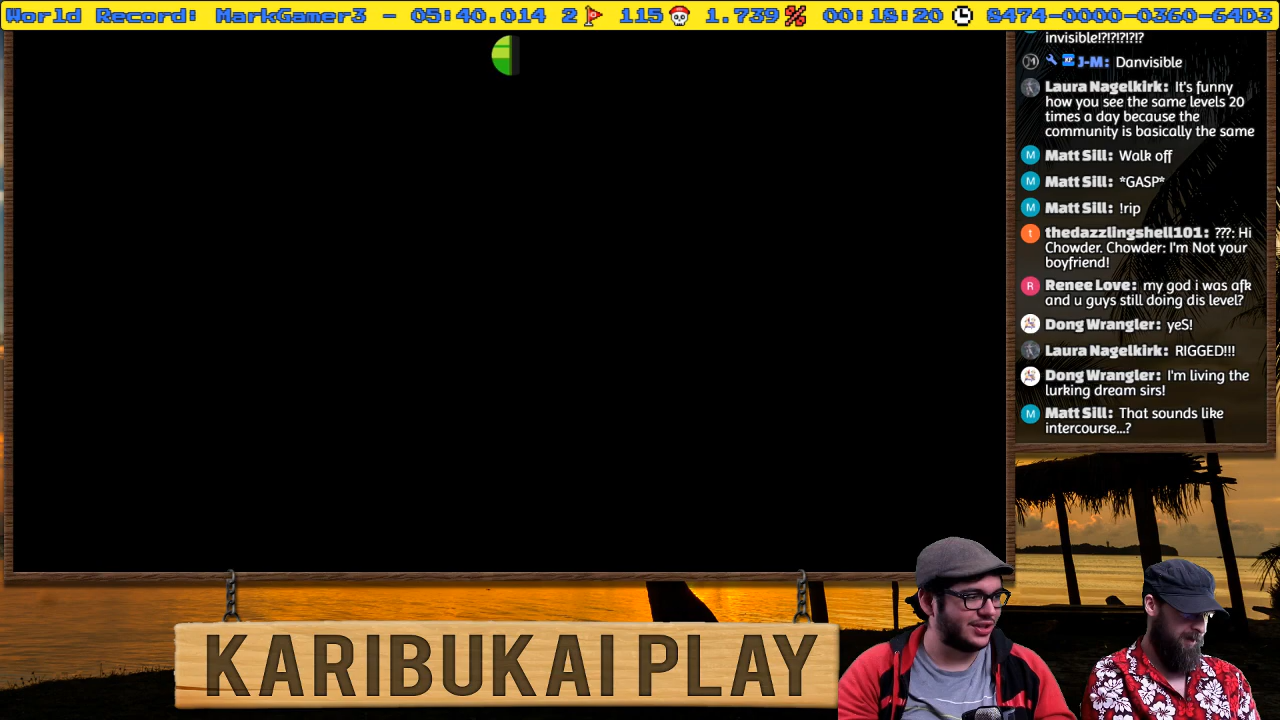 World Record: MarkGamer3 - 05:40.014 2 115 1.739% 00:18:20 8474-0000-0360-64D3
invisible!?!?!?!?!?
J-M: Danvisible
Laura Nagelkirk: It's funny
how you see the same levels 20
times a day because the
community is basically the same
Matt Sill: Walk off
Matt Sill: *GASP*
Matt Sill: !rip
thedazzlingshell101: ???: Hi
Chowder. Chowder: I'm Not your
boyfriend!
Renee Love: my god i was afk
and u guys still doing dis level?
Dong Wrangler: yeS!
Laura Nagelkirk: RIGGED!!!
Dong Wrangler: I'm living the
lurking dream sirs!
Matt Sill: That sounds like
intercourse...?
KARIBUKAI PLAY